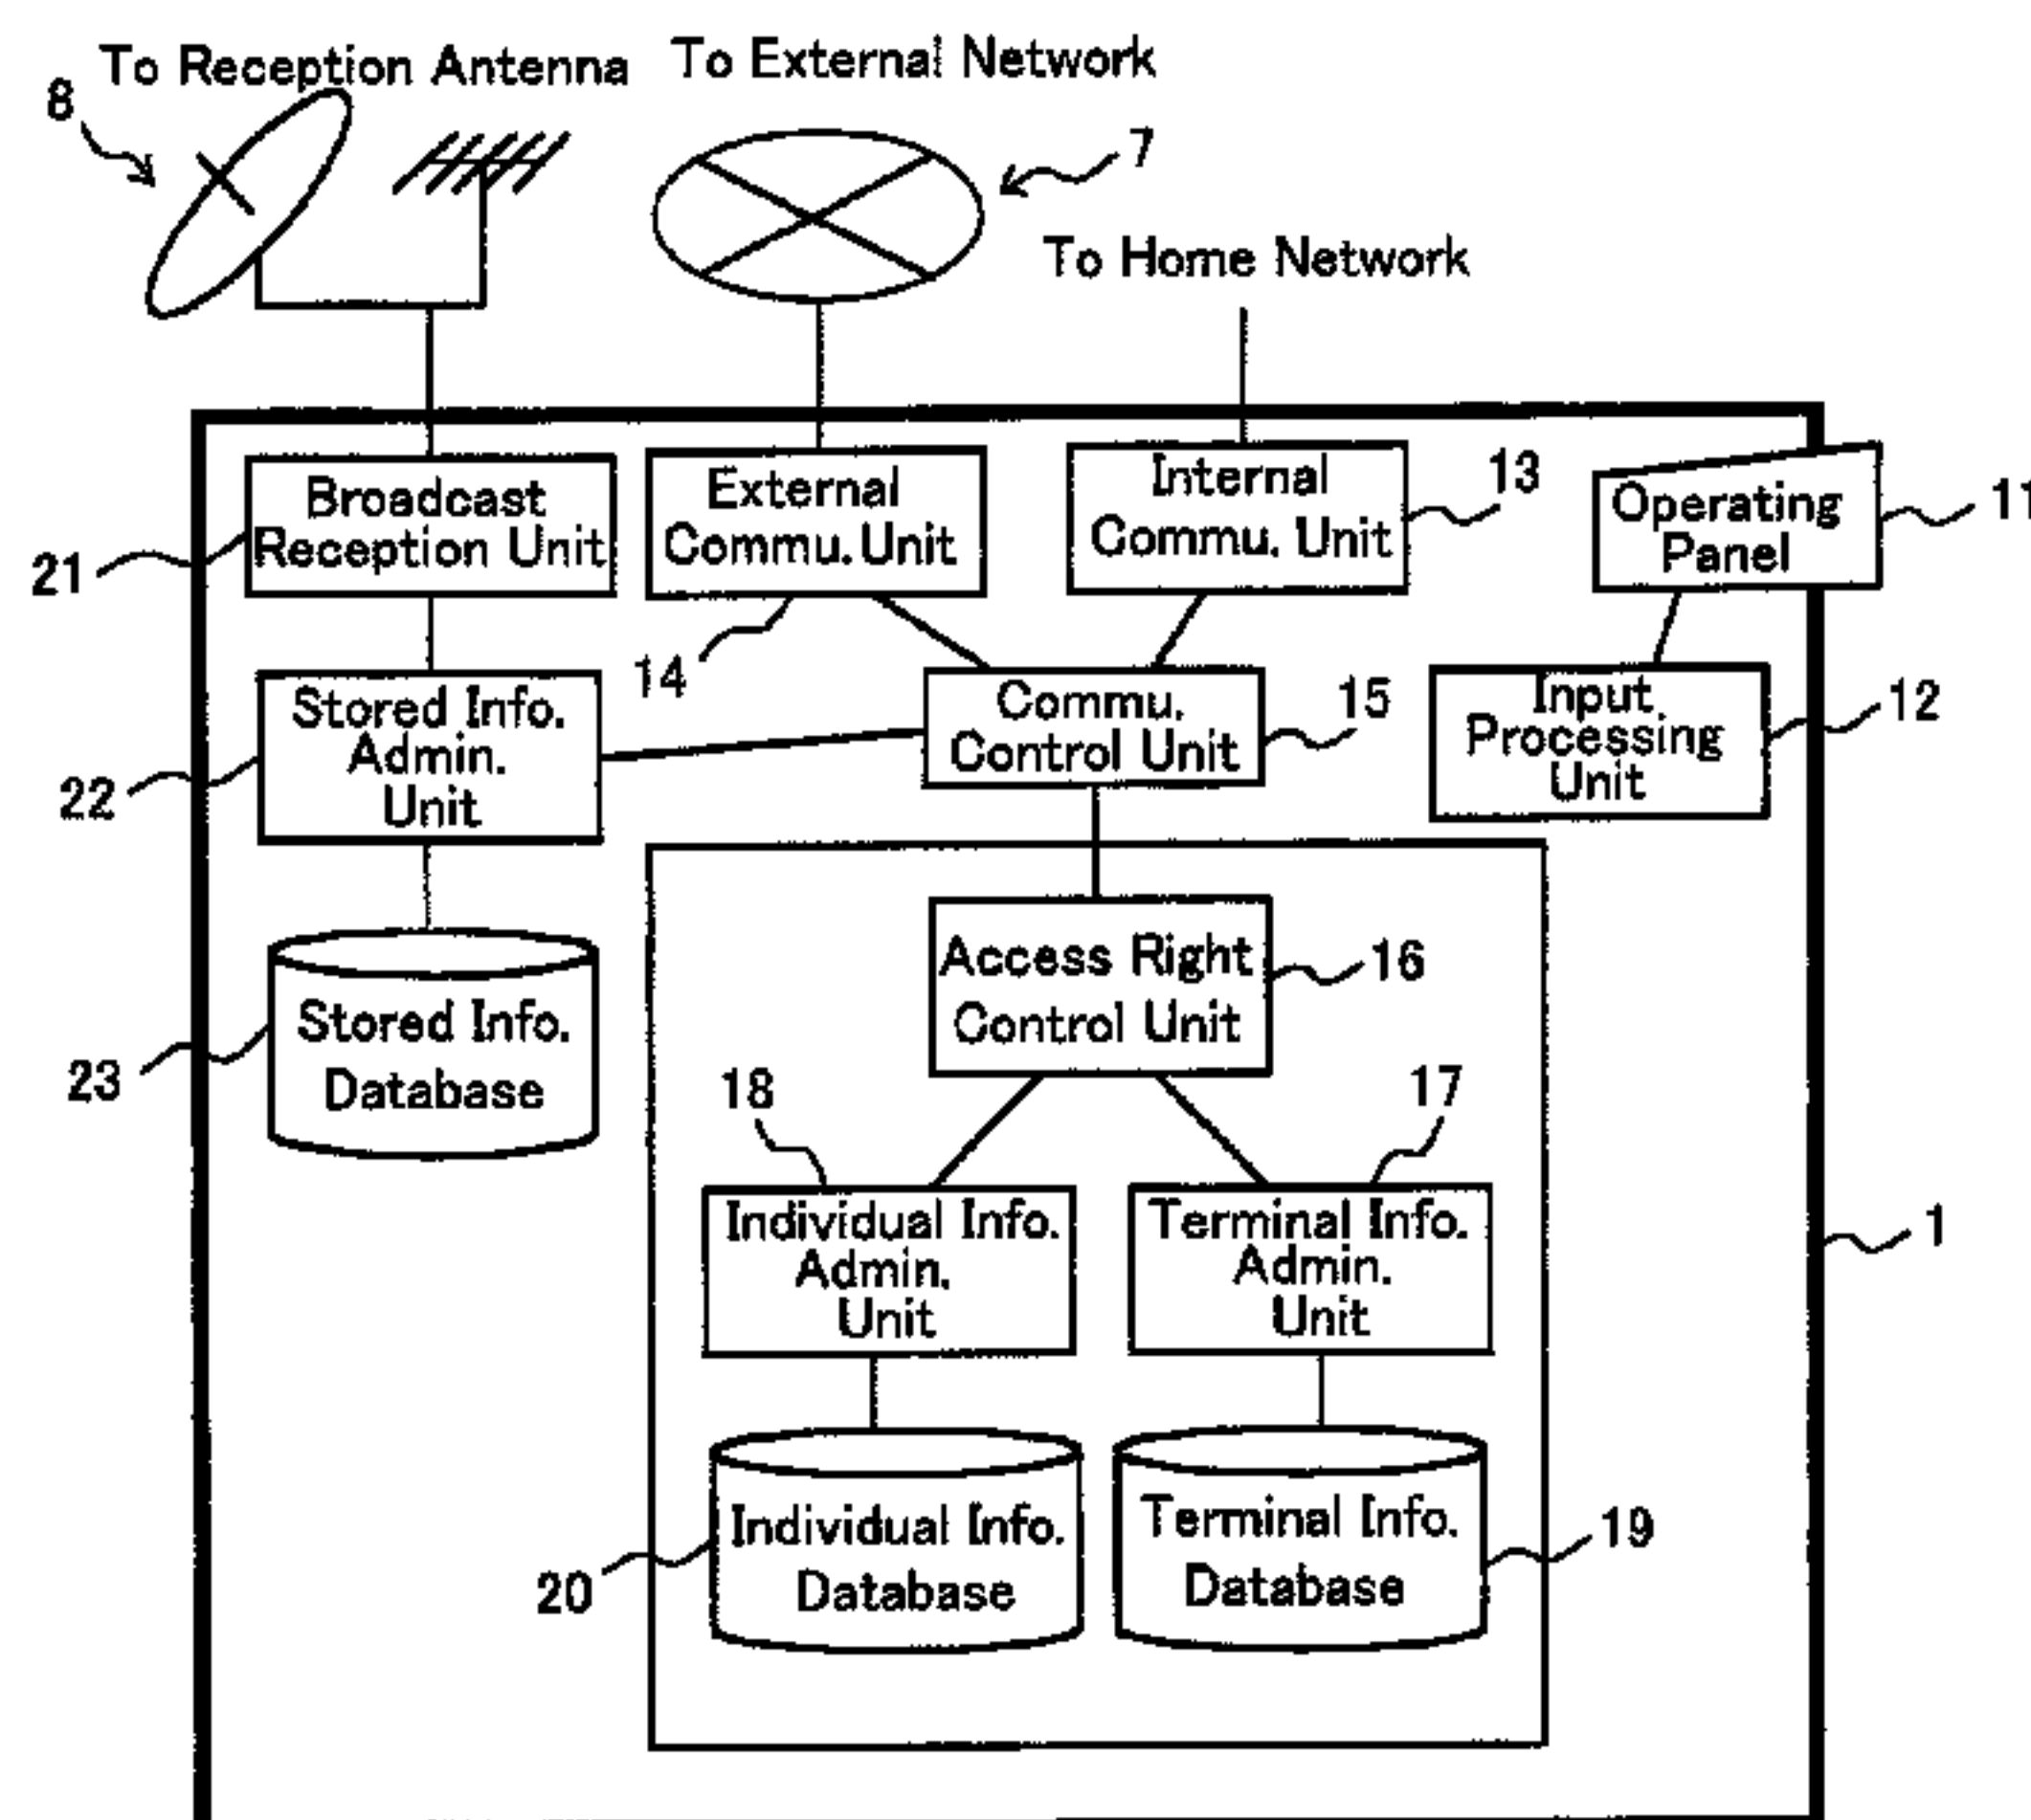 To Reception Antenna
To External Network
8
7
To Home Network
Broadcast
Reception Unit
External
Commu. Unit
Internal
Commu. Unit
13
Operating
Panel
11
21
14
Stored Info.
Admin.
Unit
Commu.
Control Unit
15
Input
Processing
Unit
12
22
Access Right
Control Unit
16
Stored Info.
Database
23
18
17
Individual Info.
Admin.
Unit
Terminal Info.
Admin.
Unit
1
Individual Info.
Database
Terminal Info.
Database
19
20